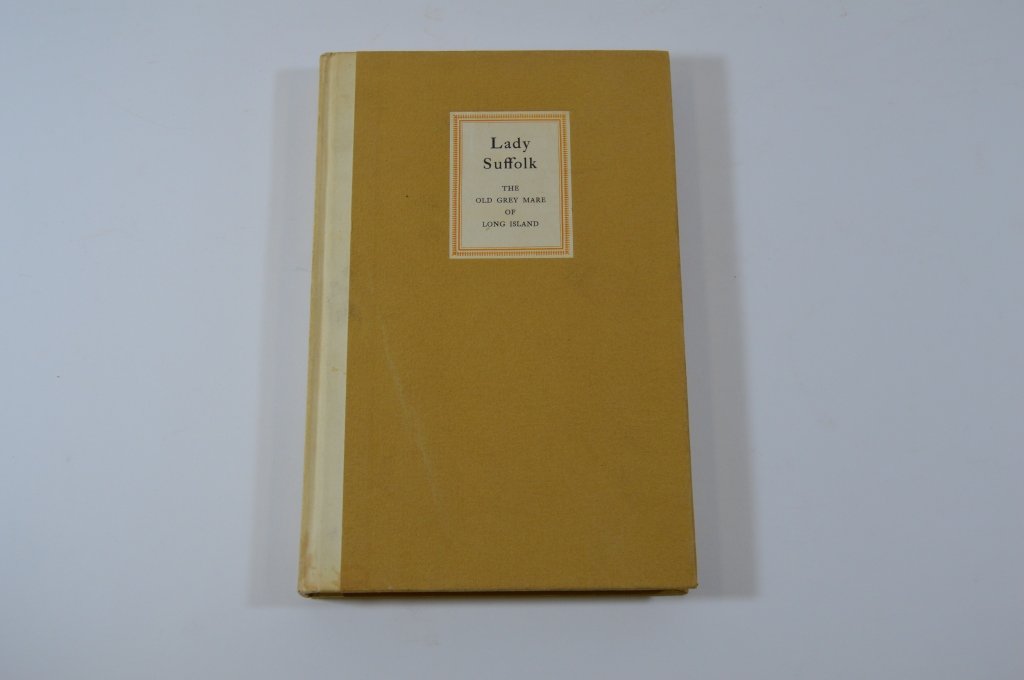 Lady
Suffolk
THE
OLD GREY MARE
OF
LONG ISLAND